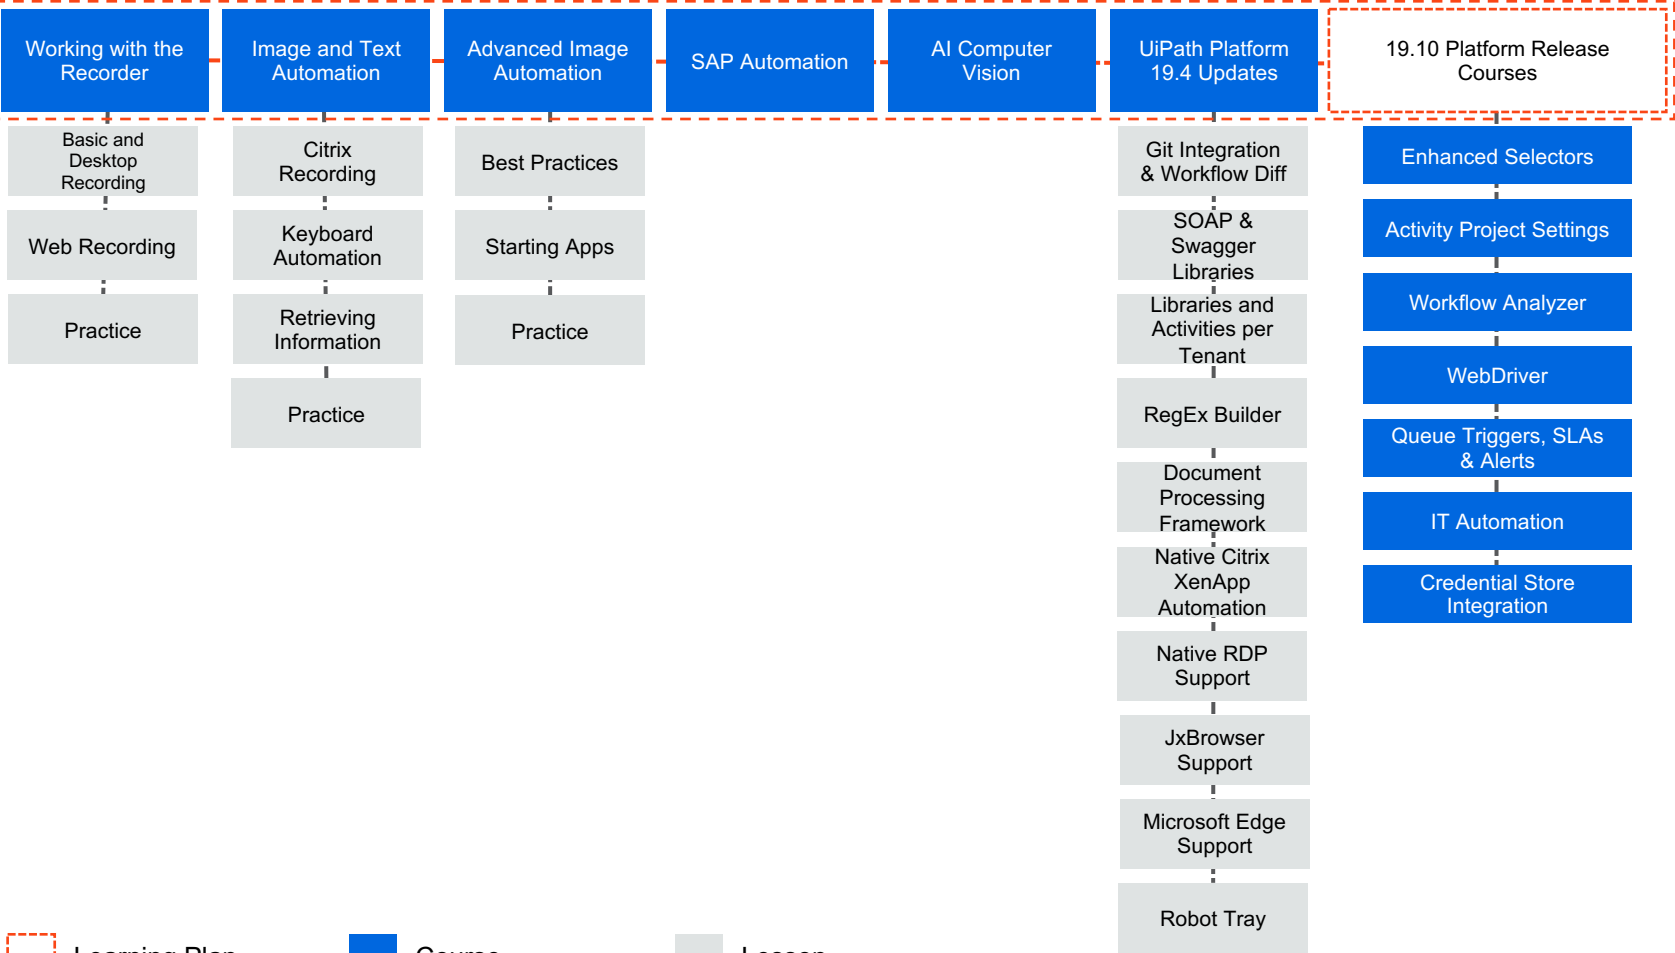 Working with the
Recorder
Image and Text
Automation
Advanced Image
Automation
SAP Automation
AI Computer
Vision
UiPath Platform
19.4 Updates
19.10 Platform Release
Courses
Basic and
Desktop
Recording
Web Recording
Practice
Citrix
Recording
Keyboard
Automation
Retrieving
Information
Practice
Best Practices
Starting Apps
Practice
Git Integration
& Workflow Diff
SOAP &
Swagger
Libraries
Libraries and
Activities per
Tenant
RegEx Builder
Document
Processing
Framework
Native Citrix
XenApp
Automation
Native RDP
Support
JxBrowser
Support
Microsoft Edge
Support
Robot Tray
Enhanced Selectors
Activity Project Settings
Workflow Analyzer
WebDriver
Queue Triggers, SLAs
& Alerts
IT Automation
Credential Store
Integration
Learning Plan
Course
Lesson